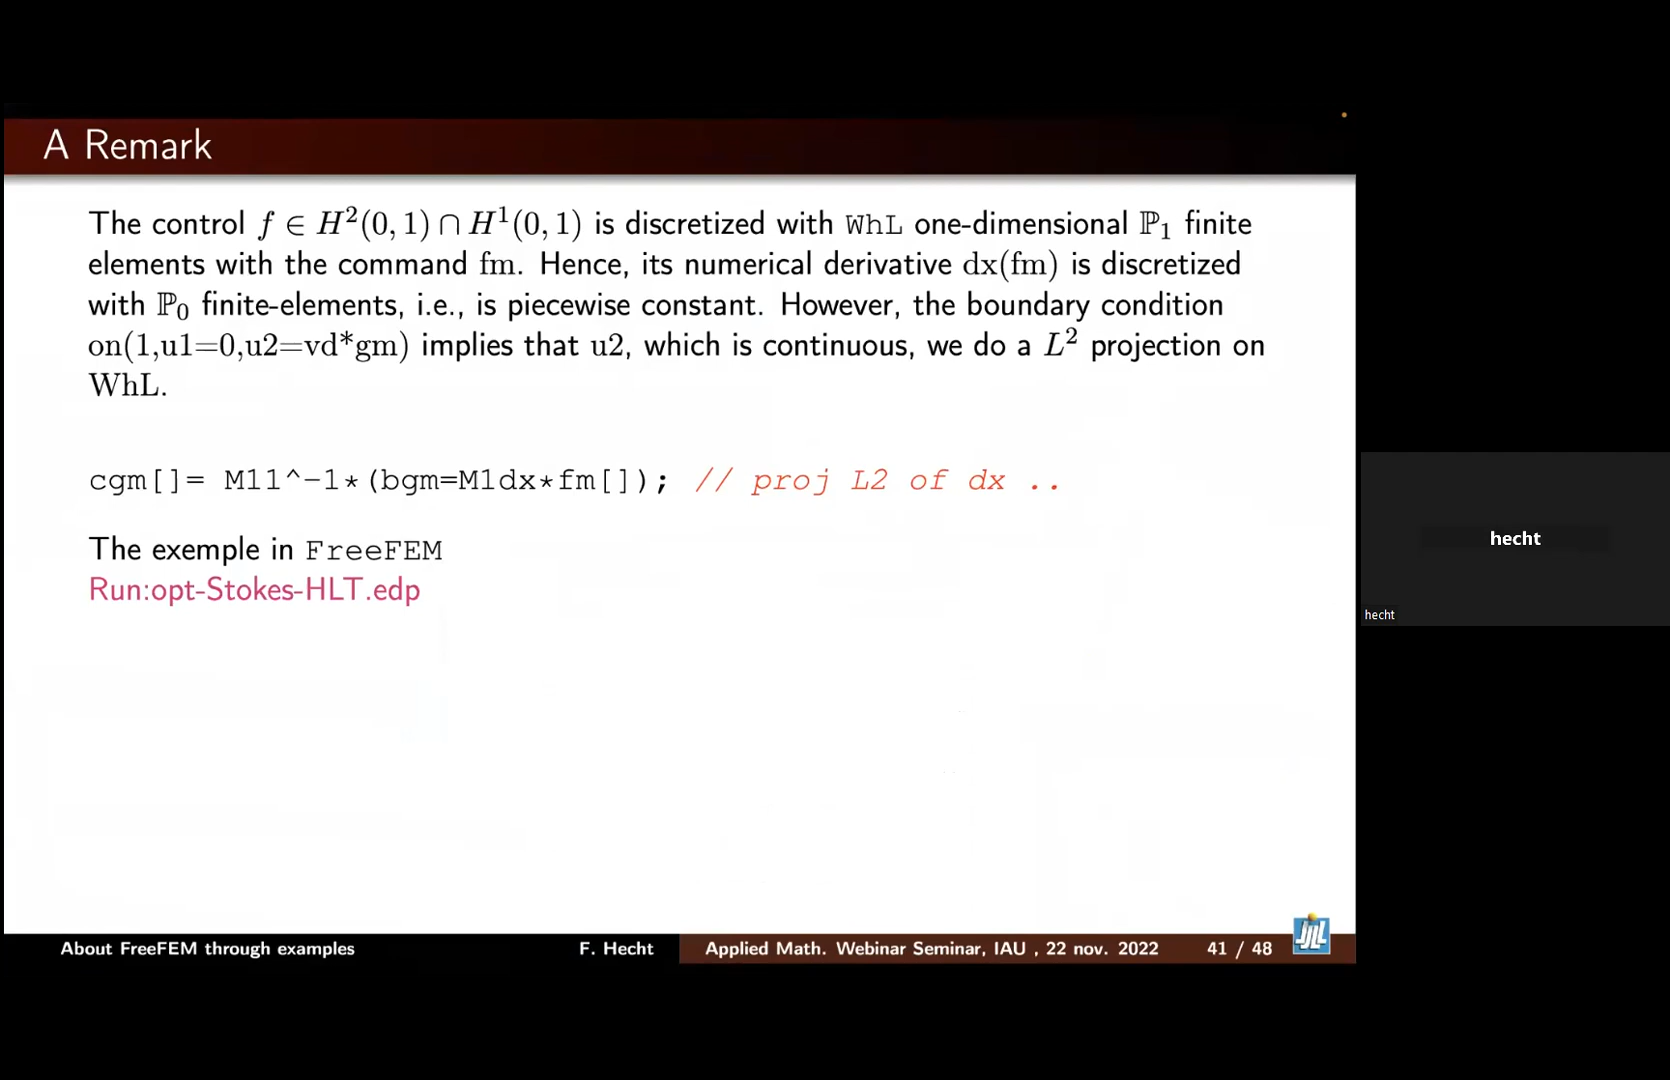 A Remark
The control f ∈ H²(0, 1) ∩ H¹(0, 1) is discretized with WhL one-dimensional ℙ₁ finite
elements with the command fm. Hence, its numerical derivative dx(fm) is discretized
with ℙ₀ finite-elements, i.e., is piecewise constant. However, the boundary condition
on(1,u1=0,u2=vd*gm) implies that u2, which is continuous, we do a L² projection on
WhL.
cgm[]= M11^-1*(bgm=M1dx*fm[]); // proj L2 of dx ..
The exemple in FreeFEM
Run:opt-Stokes-HLT.edp
hecht
hecht
About FreeFEM through examples F. Hecht Applied Math. Webinar Seminar, IAU , 22 nov. 2022 41 / 48